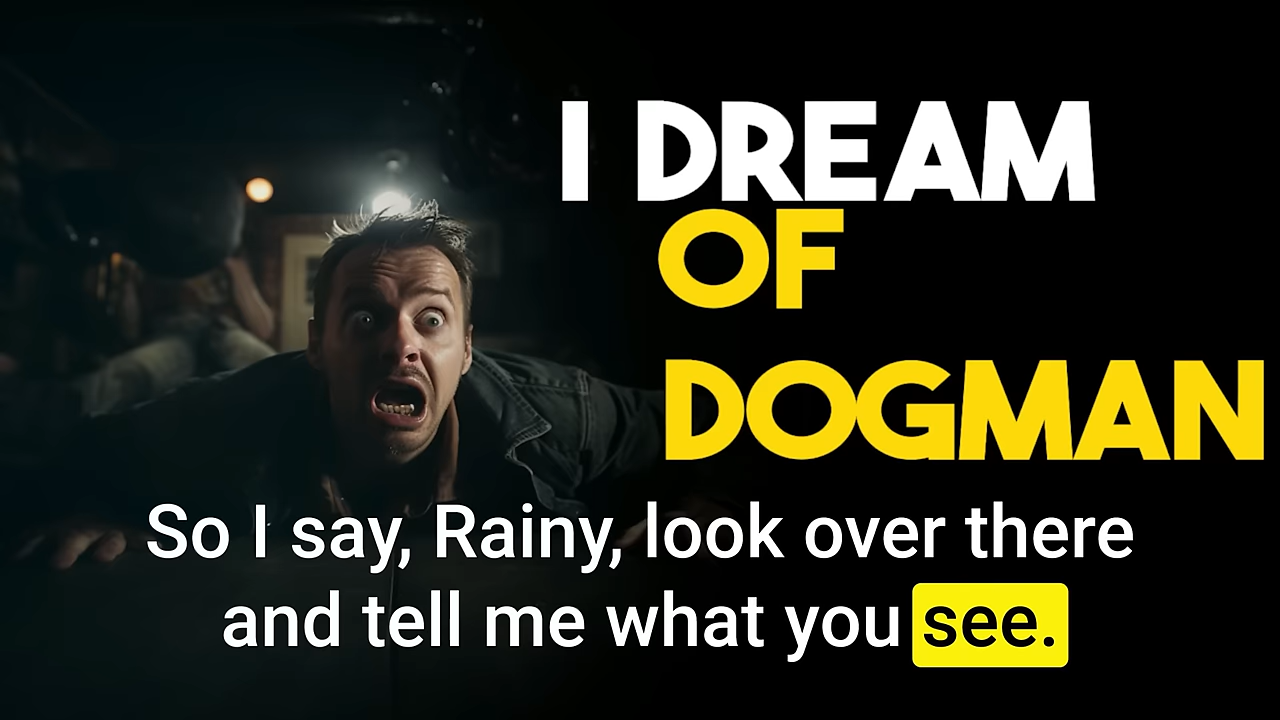 I DREAM
OF
DOGMAN
So I say, Rainy, look over there
and tell me what you see.